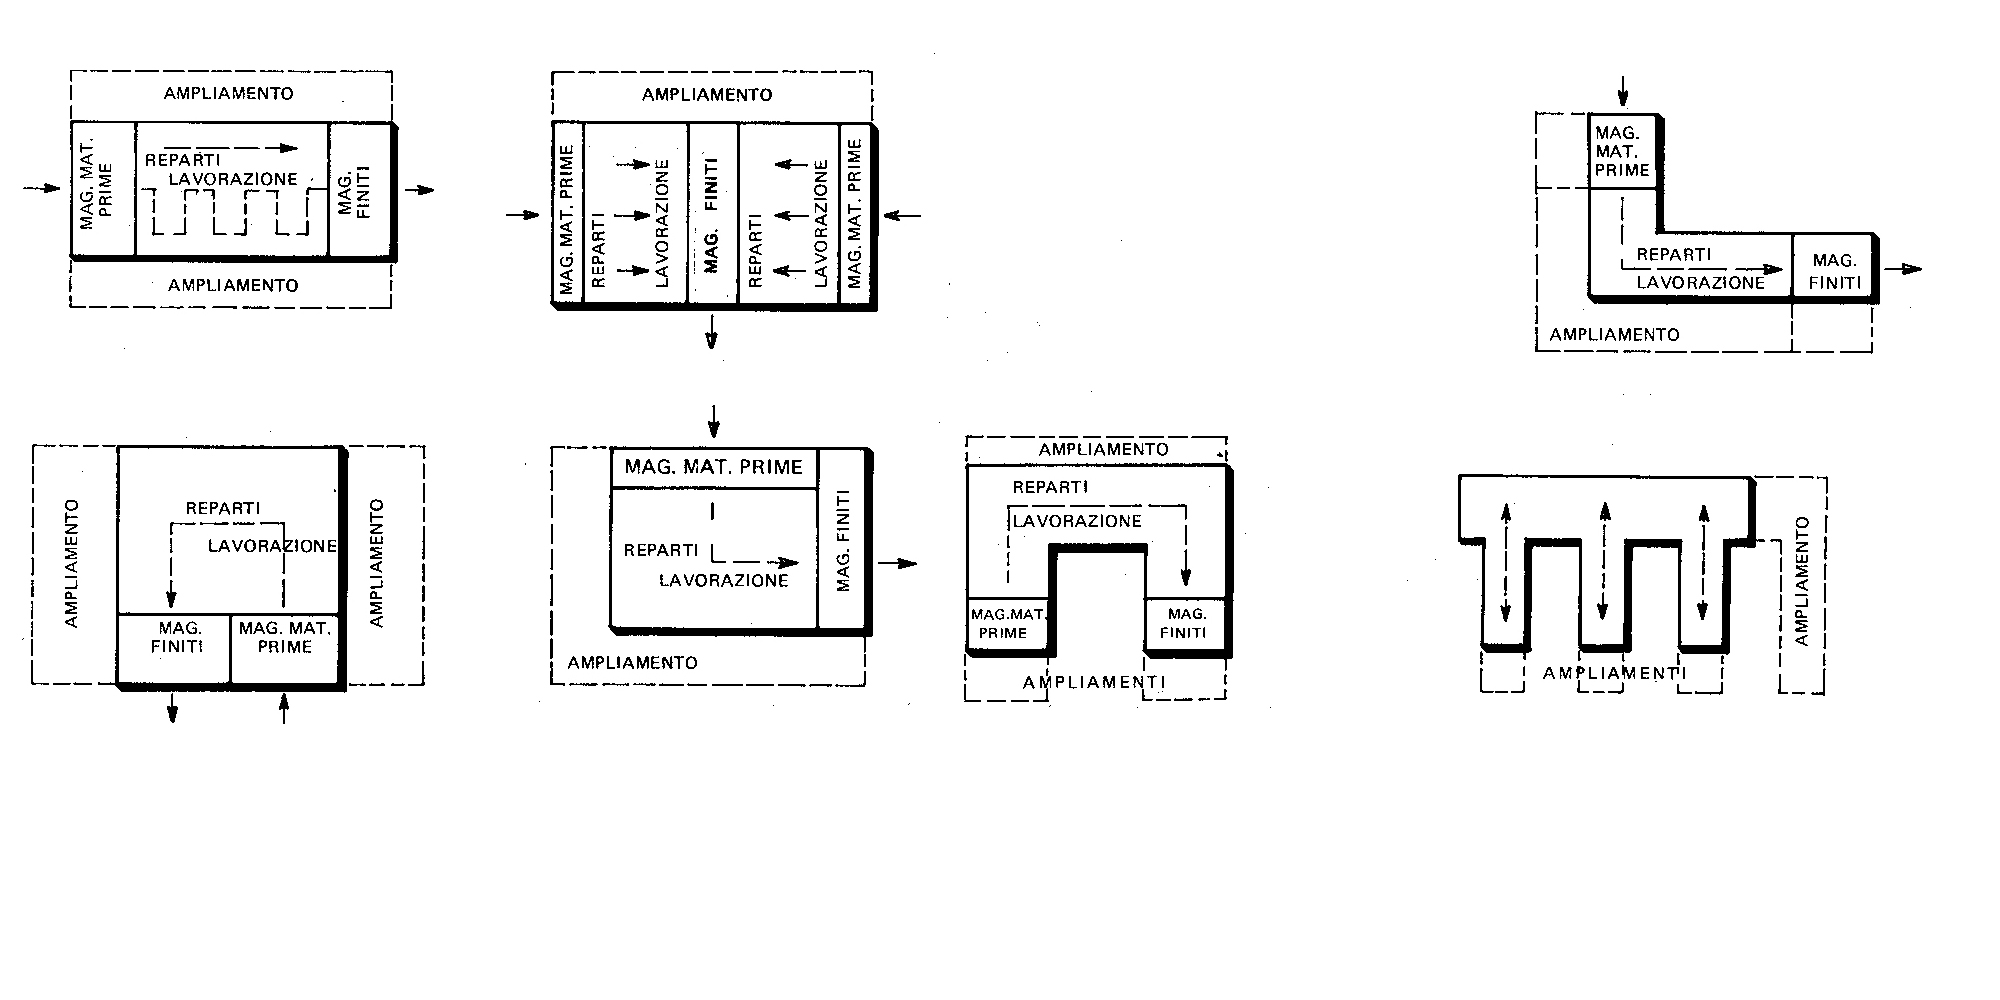 AMPLIAMENTO
MAG. MAT.
PRIME
REPARTI
LAVORAZIONE
MAG.
FINITI
AMPLIAMENTO
AMPLIAMENTO
MAG. MAT. PRIME
REPARTI
LAVORAZIONE
MAG. FINITI
REPARTI
LAVORAZIONE
MAG. MAT. PRIME
MAG.
MAT.
PRIME
REPARTI
LAVORAZIONE
MAG.
FINITI
AMPLIAMENTO
AMPLIAMENTO
REPARTI
LAVORAZIONE
MAG.
FINITI
MAG. MAT.
PRIME
AMPLIAMENTO
MAG. MAT. PRIME
REPARTI
LAVORAZIONE
MAG. FINITI
AMPLIAMENTO
AMPLIAMENTO
REPARTI
LAVORAZIONE
MAG.MAT.
PRIME
MAG.
FINITI
AMPLIAMENTI
AMPLIAMENTI
AMPLIAMENTO